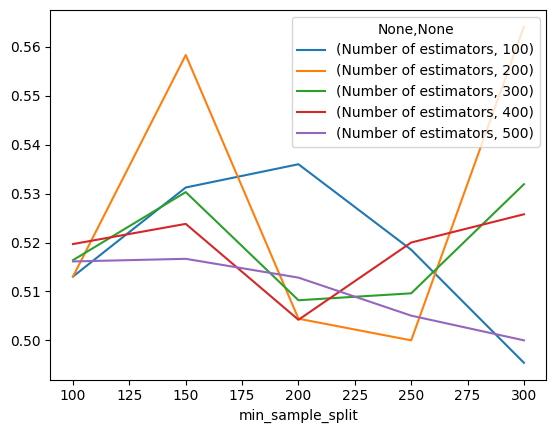 None,None
(Number of estimators, 100)
(Number of estimators, 200)
(Number of estimators, 300)
(Number of estimators, 400)
(Number of estimators, 500)
0.56
0.55
0.54
0.53
0.52
0.51
0.50
100 125 150 175 200 225 250 275 300
min_sample_split